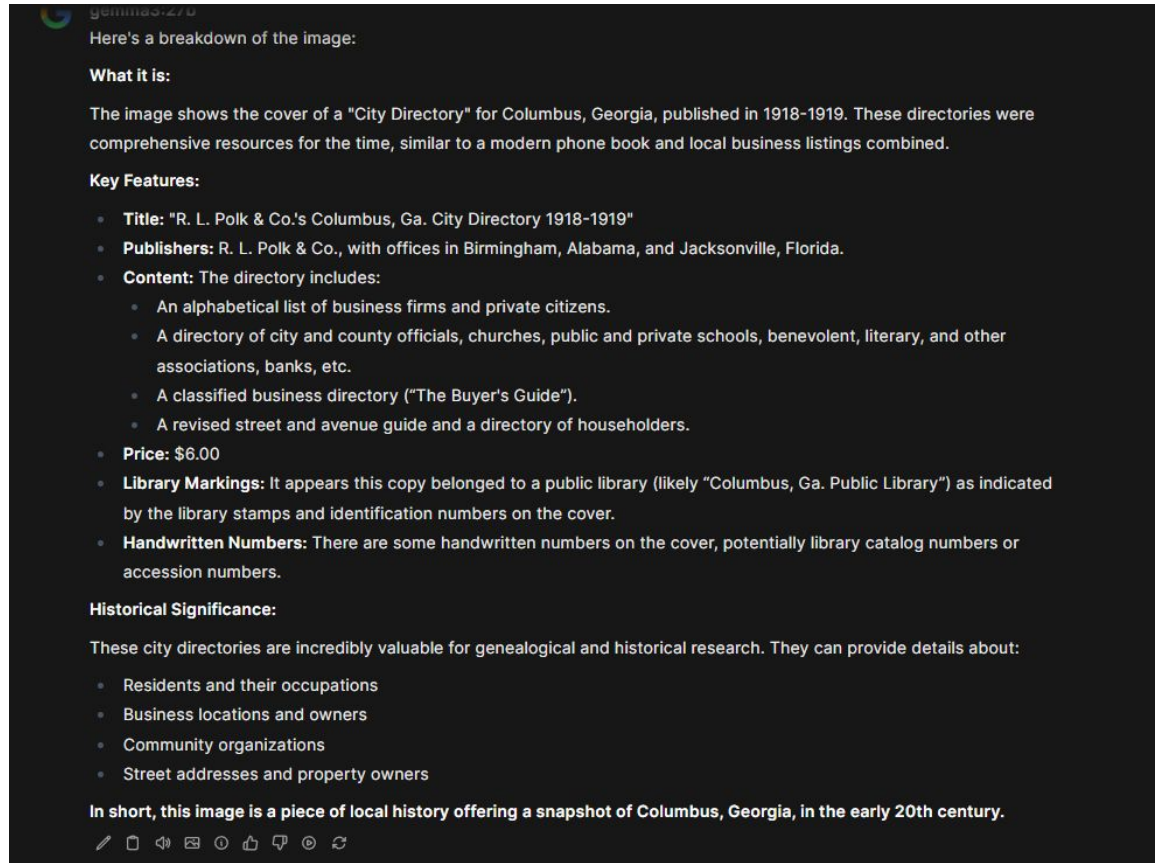 gemma3:27b
Here's a breakdown of the image:
What it is:
The image shows the cover of a "City Directory" for Columbus, Georgia, published in 1918-1919. These directories were
comprehensive resources for the time, similar to a modern phone book and local business listings combined.
Key Features:
Title: "R. L. Polk & Co.'s Columbus, Ga. City Directory 1918-1919"
Publishers: R. L. Polk & Co., with offices in Birmingham, Alabama, and Jacksonville, Florida.
Content: The directory includes:
An alphabetical list of business firms and private citizens.
A directory of city and county officials, churches, public and private schools, benevolent, literary, and other
associations, banks, etc.
A classified business directory (“The Buyer's Guide”).
A revised street and avenue guide and a directory of householders.
Price: $6.00
Library Markings: It appears this copy belonged to a public library (likely “Columbus, Ga. Public Library”) as indicated
by the library stamps and identification numbers on the cover.
Handwritten Numbers: There are some handwritten numbers on the cover, potentially library catalog numbers or
accession numbers.
Historical Significance:
These city directories are incredibly valuable for genealogical and historical research. They can provide details about:
Residents and their occupations
Business locations and owners
Community organizations
Street addresses and property owners
In short, this image is a piece of local history offering a snapshot of Columbus, Georgia, in the early 20th century.